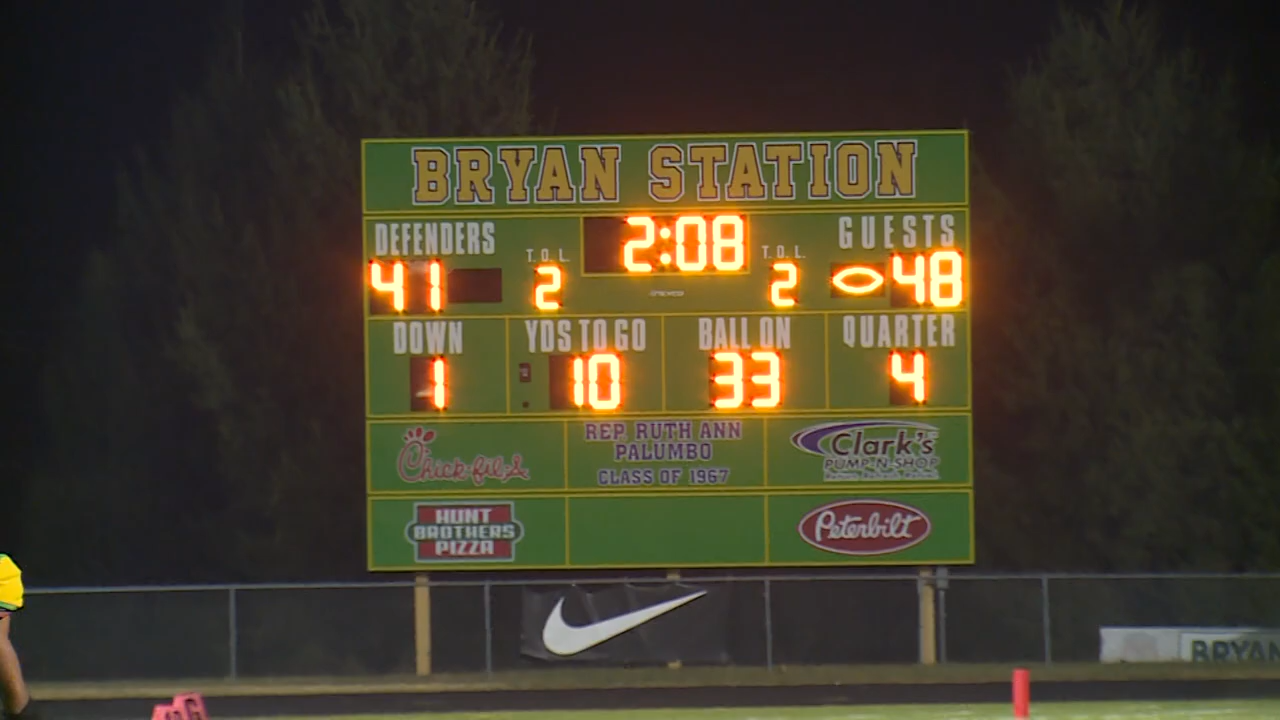 BRYAN STATION
DEFENDERS
2:08
GUESTS
T.O.L.
T.O.L.
41
2
2
48
DOWN
YDS TO GO
BALL ON
QUARTER
1
10
33
4
Chick-fil-A
REP. RUTH ANN
PALUMBO
CLASS OF 1967
Clark's
PUMP-N-SHOP
HUNT
BROTHERS
PIZZA
Peterbilt
BRYAN